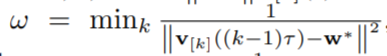 ω = min_k 1 / ||v_[k]((k−1)τ)−w*||²,